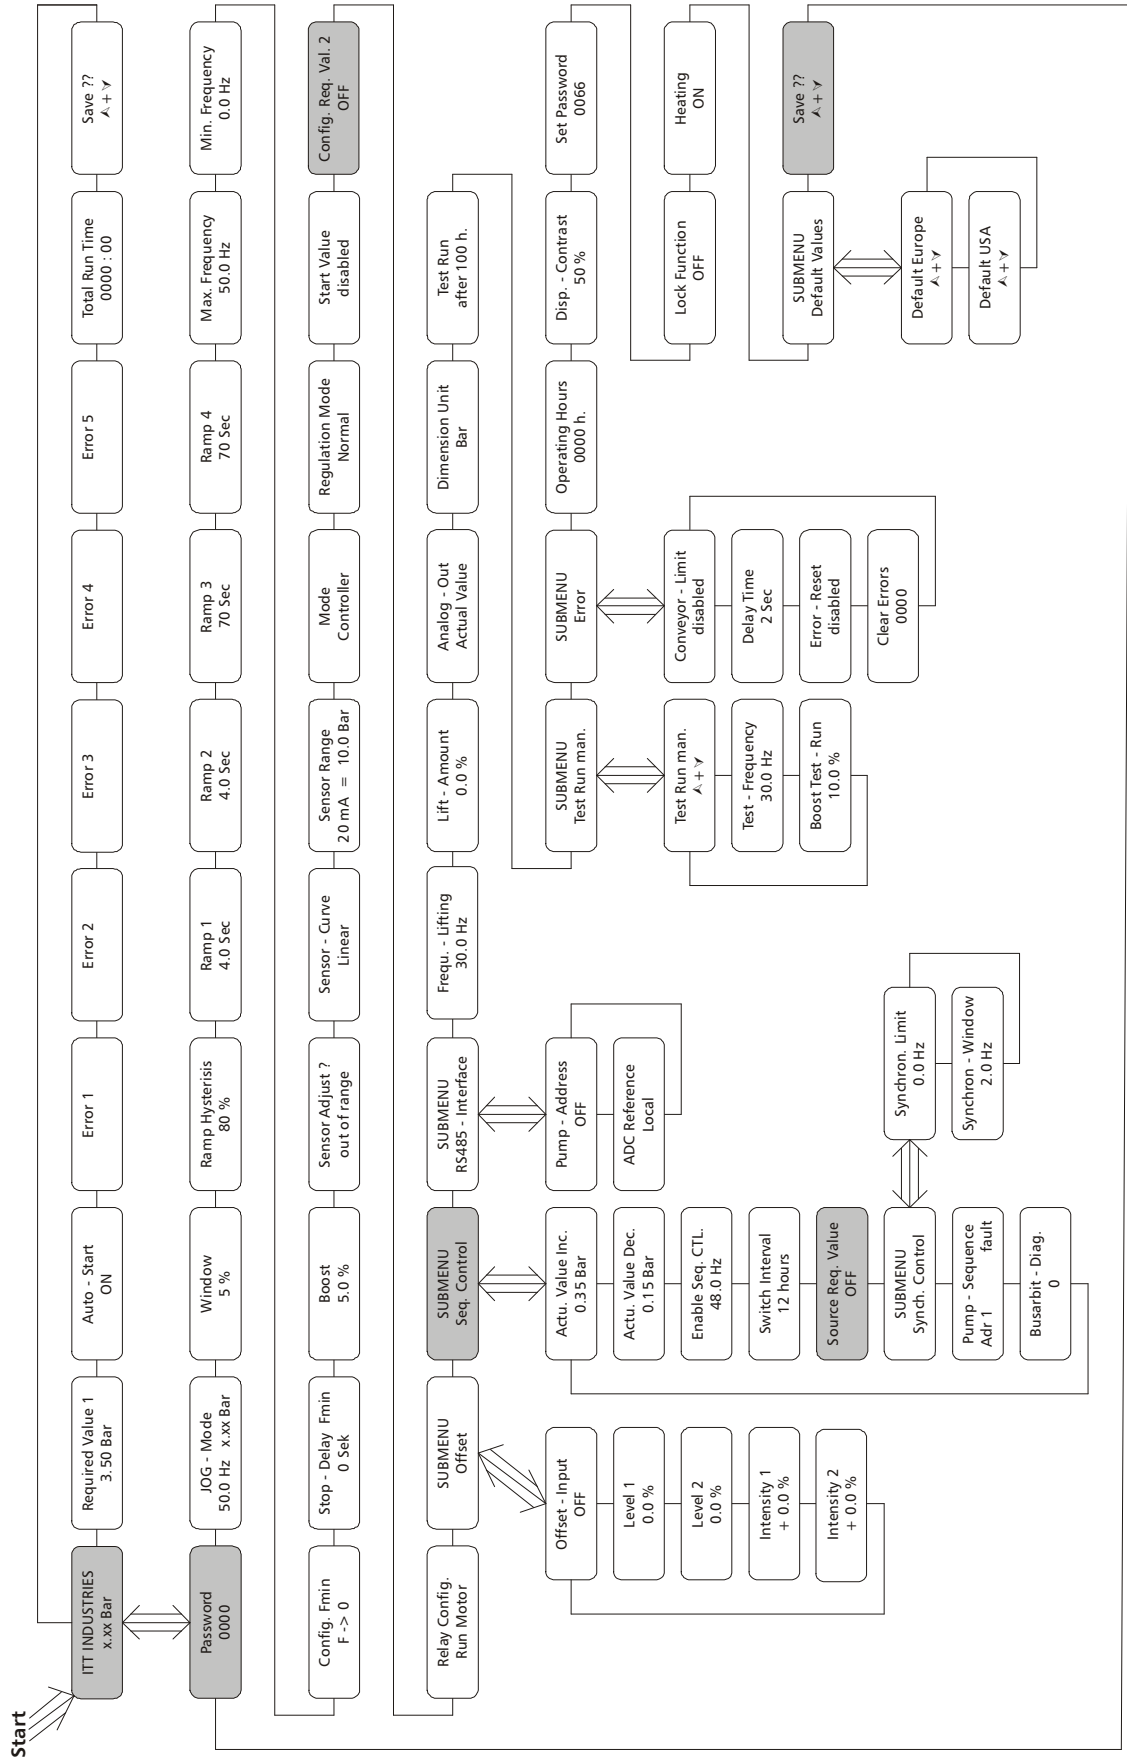 Start
ITT INDUSTRIES
x.xx Bar
Required Value 1
3.50 Bar
Auto - Start
ON
Error 1
Error 2
Error 3
Error 4
Error 5
Total Run Time
0000 : 00
Save ??
⮝ + ⮟
Password
0000
JOG - Mode
50.0 Hz x.xx Bar
Window
5 %
Ramp Hysterisis
80 %
Ramp 1
4.0 Sec
Ramp 2
4.0 Sec
Ramp 3
70 Sec
Ramp 4
70 Sec
Max. Frequency
50.0 Hz
Min. Frequency
0.0 Hz
Config. Fmin
F -> 0
Stop - Delay Fmin
0 Sek
Boost
5.0 %
Sensor Adjust ?
out of range
Sensor - Curve
Linear
Sensor Range
20 mA = 10.0 Bar
Mode
Controller
Regulation Mode
Normal
Start Value
disabled
Config. Req. Val. 2
OFF
Relay Config.
Run Motor
SUBMENU
Offset
SUBMENU
Seq. Control
SUBMENU
RS485 - Interface
Frequ. - Lifting
30.0 Hz
Lift - Amount
0.0 %
Analog - Out
Actual Value
Dimension Unit
Bar
Test Run
after 100 h.
Offset - Input
OFF
Level 1
0.0 %
Level 2
0.0 %
Intensity 1
+ 0.0 %
Intensity 2
+ 0.0 %
Actu. Value Inc.
0.35 Bar
Actu. Value Dec.
0.15 Bar
Enable Seq. CTL.
48.0 Hz
Switch Interval
12 hours
Source Req. Value
OFF
SUBMENU
Synch. Control
Pump - Sequence
Adr 1 fault
Busarbit - Diag.
0
Synchron. Limit
0.0 Hz
Synchron - Window
2.0 Hz
Pump - Address
OFF
ADC Reference
Local
SUBMENU
Test Run man.
SUBMENU
Error
Operating Hours
0000 h.
Disp. - Contrast
50 %
Set Password
0066
Test Run man.
⮝ + ⮟
Test - Frequency
30.0 Hz
Boost Test - Run
10.0 %
Conveyor - Limit
disabled
Delay Time
2 Sec
Error - Reset
disabled
Clear Errors
0000
Lock Function
OFF
Heating
ON
SUBMENU
Default Values
Save ??
⮝ + ⮟
Default Europe
⮝ + ⮟
Default USA
⮝ + ⮟